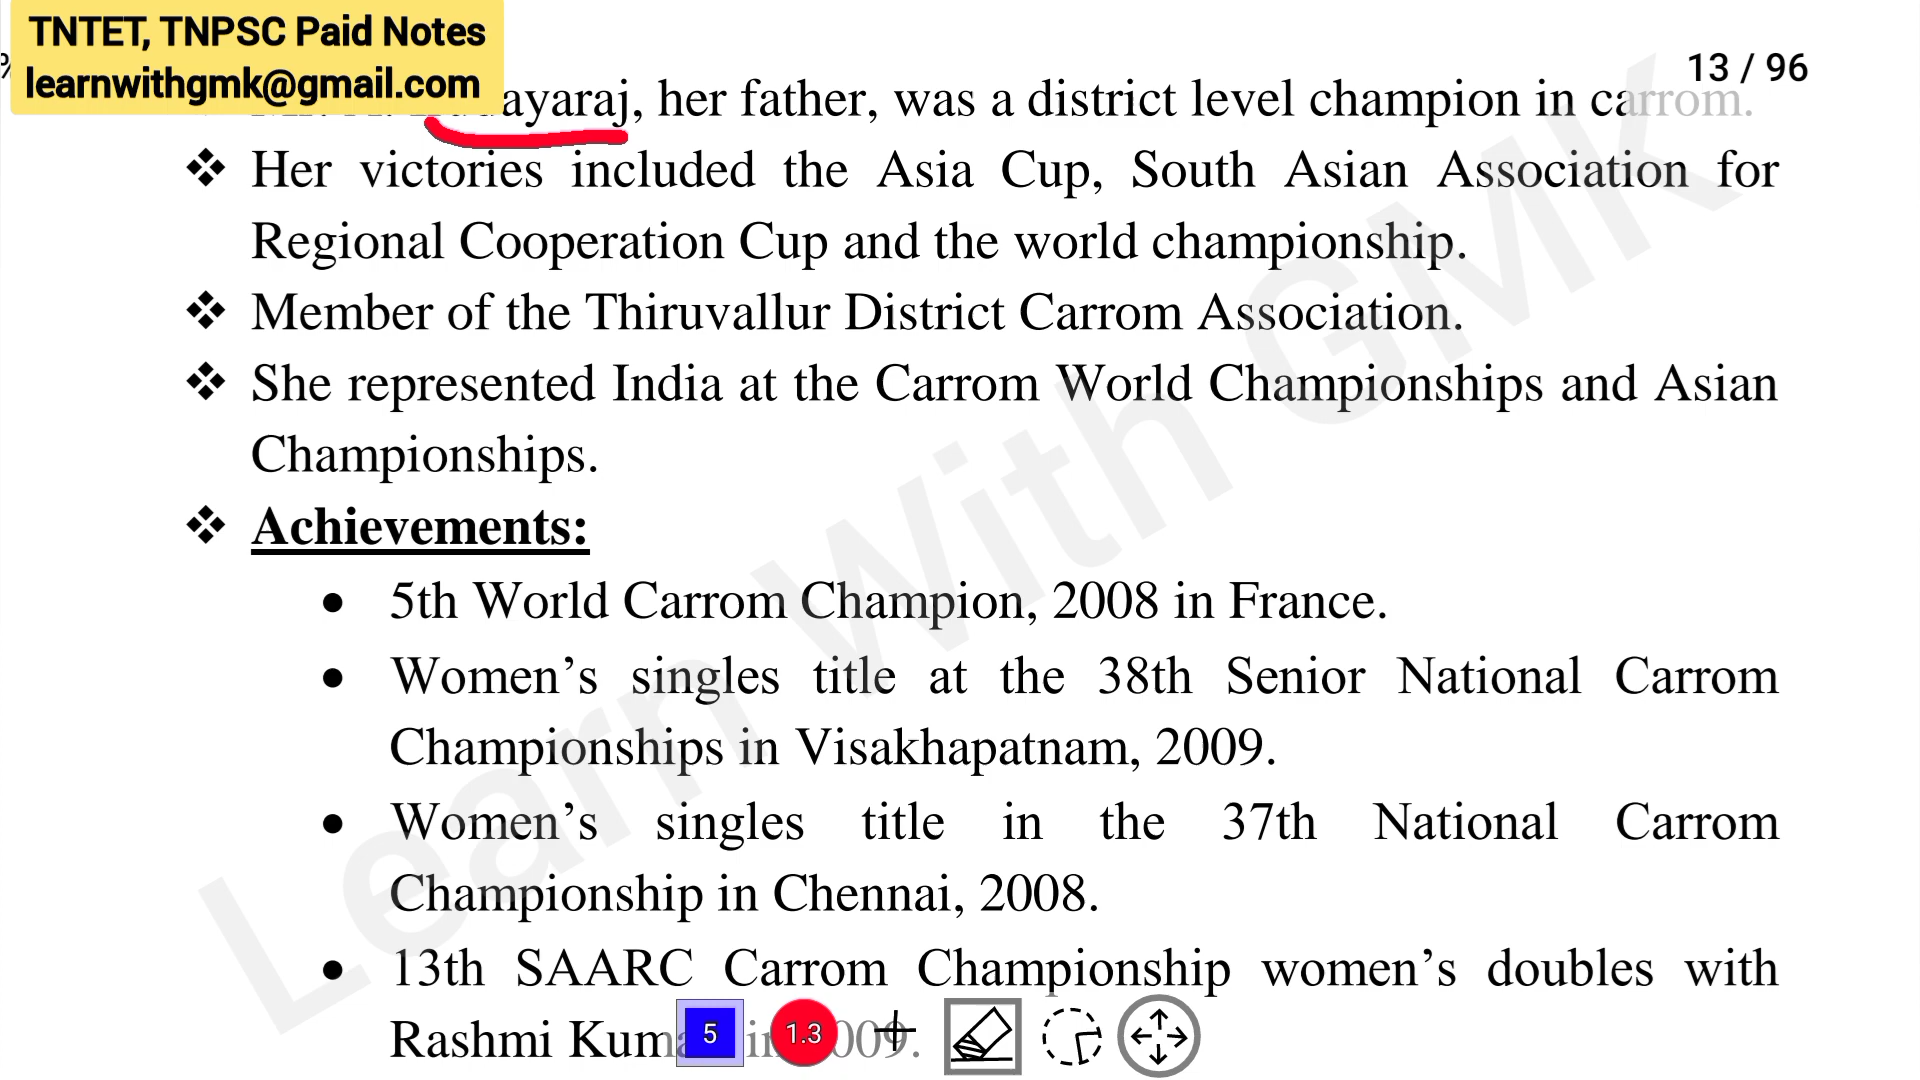 TNTET, TNPSC Paid Notes
learnwithgmk@gmail.com
13 / 96
ayaraj, her father, was a district level champion in carrom.
❖ Her victories included the Asia Cup, South Asian Association for
Regional Cooperation Cup and the world championship.
❖ Member of the Thiruvallur District Carrom Association.
❖ She represented India at the Carrom World Championships and Asian
Championships.
❖ Achievements:
• 5th World Carrom Champion, 2008 in France.
• Women’s singles title at the 38th Senior National Carrom
Championships in Visakhapatnam, 2009.
• Women’s singles title in the 37th National Carrom
Championship in Chennai, 2008.
• 13th SAARC Carrom Championship women’s doubles with
Rashmi
5
1.3
Learn With GMK